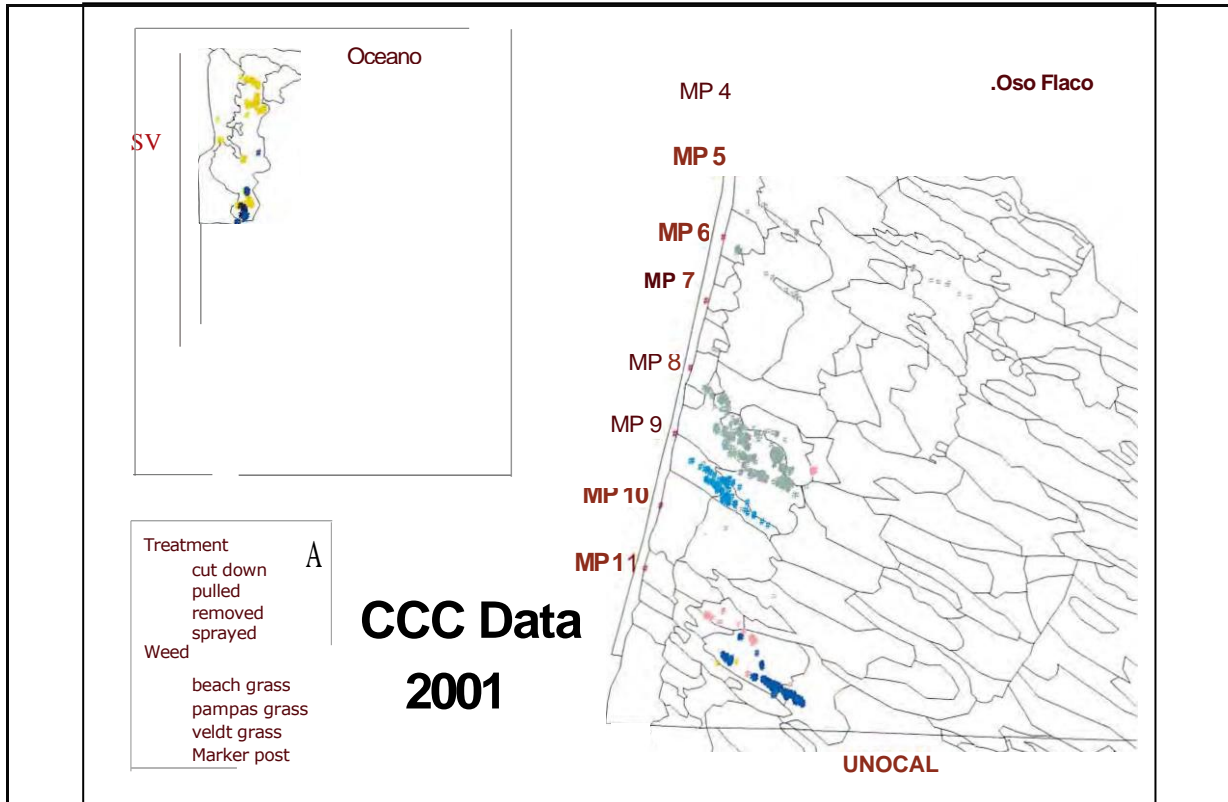 Oceano
SV
MP 4
.Oso Flaco
MP 5
MP 6
MP 7
MP 8
MP 9
MP 10
MP 11
Treatment
A
cut down
pulled
removed
sprayed
Weed
beach grass
pampas grass
veldt grass
Marker post
CCC Data
2001
UNOCAL